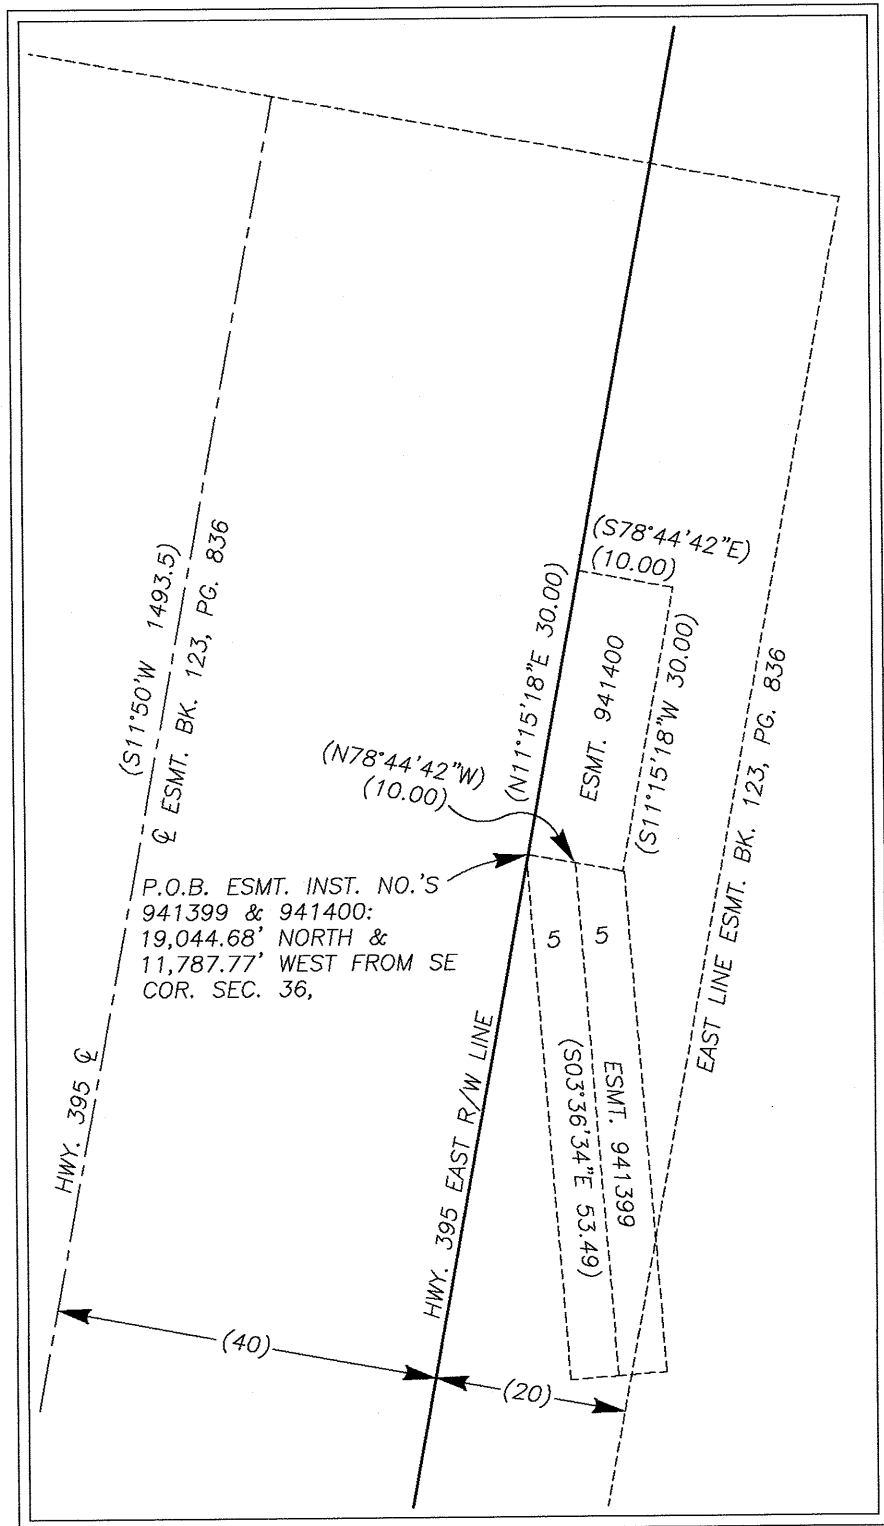 (S11°50'W 1493.5)
℄ ESMT. BK. 123, PG. 836
(S78°44'42"E)
(10.00)
(N11°15'18"E 30.00)
ESMT. 941400
(S11°15'18"W 30.00)
EAST LINE ESMT. BK. 123, PG. 836
(N78°44'42"W)
(10.00)
P.O.B. ESMT. INST. NO.'S
941399 & 941400:
19,044.68' NORTH &
11,787.77' WEST FROM SE
COR. SEC. 36,
5
5
ESMT. 941399
(S03°36'34"E 53.49)
HWY. 395 ℄
HWY. 395 EAST R/W LINE
(40)
(20)